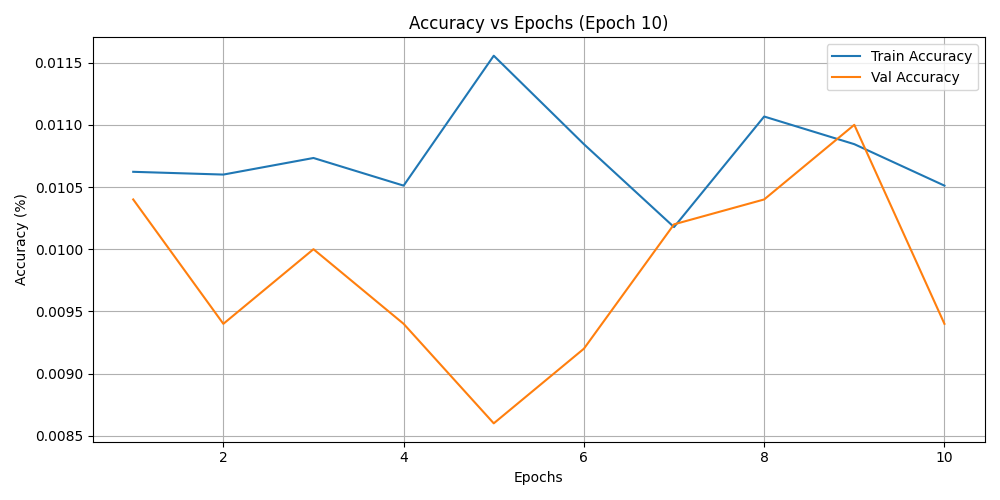 Accuracy vs Epochs (Epoch 10)
Train Accuracy
Val Accuracy
0.0115
0.0110
0.0105
0.0100
0.0095
0.0090
0.0085
Accuracy (%)
2 4 6 8 10
Epochs